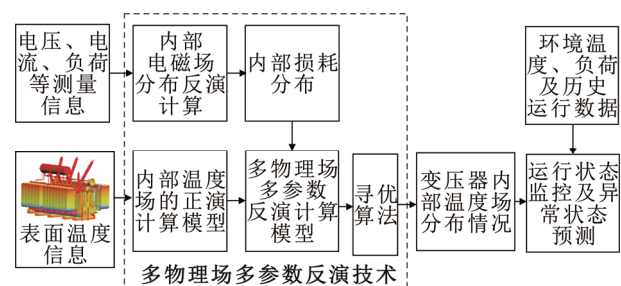 电压、电
流、负荷
等测量
信息
内部
电磁场
分布反演
计算
内部损耗
分布
环境温
度、负荷
及历史
运行数据
表面温度
信息
内部温度
场的正演
计算模型
多物理场
多参数
反演计算
模型
寻优
算法
变压器内
部温度场
分布情况
运行状态
监控及异
常状态
预测
多物理场多参数反演技术